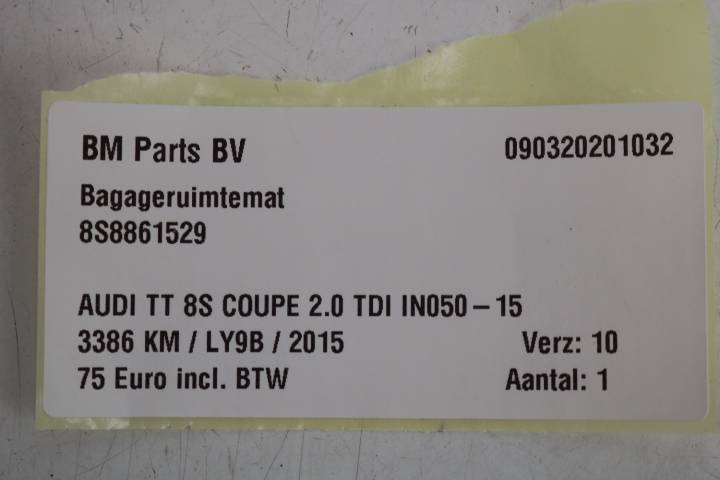 BM Parts BV 090320201032
Bagageruimtemat
8S8861529
AUDI TT 8S COUPE 2.0 TDI IN050-15
3386 KM / LY9B / 2015 Verz: 10
75 Euro incl. BTW Aantal: 1